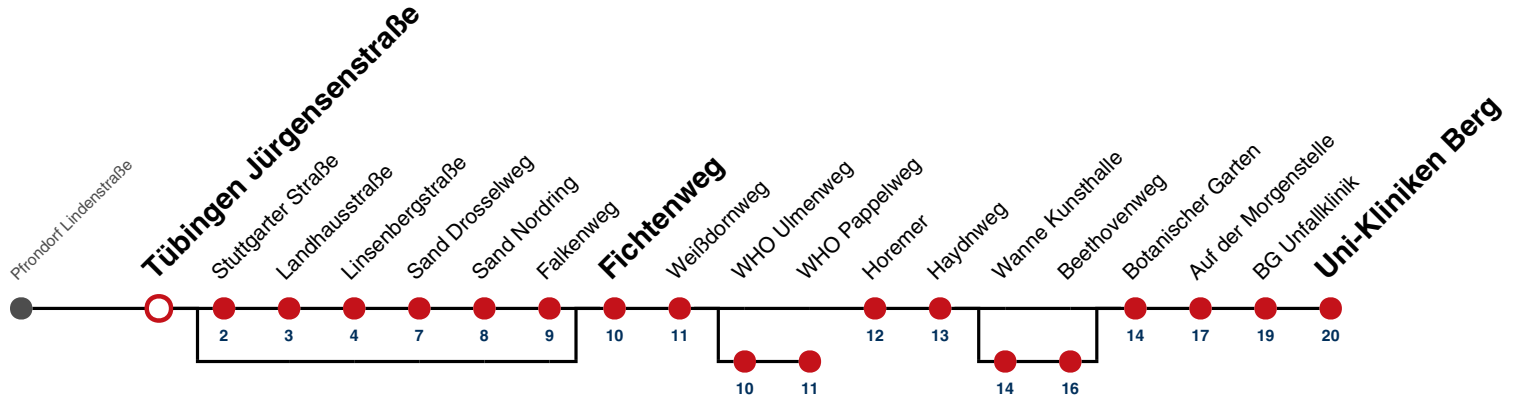 Pfrondorf Lindenstraße
Tübingen Jürgensenstraße
Stuttgarter Straße
Landhausstraße
Linsenbergstraße
Sand Drosselweg
Sand Nordring
Falkenweg
Fichtenweg
Weißdornweg
WHO Ulmenweg
WHO Pappelweg
Horemer
Haydnweg
Wanne Kunsthalle
Beethovenweg
Botanischer Garten
Auf der Morgenstelle
BG Unfallklinik
Uni-Kliniken Berg
2 3 4 7 8 9 10 11 12 13 14 17 19 20
10 11 14 16